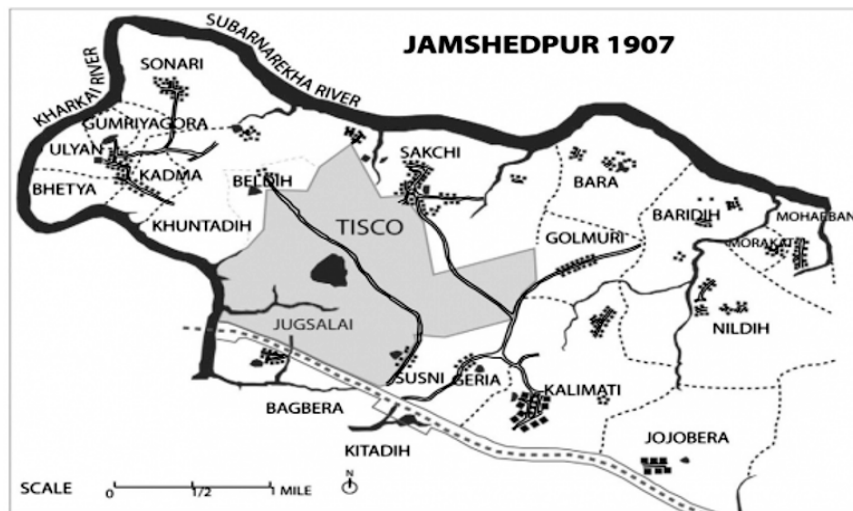 JAMSHEDPUR 1907
SUBARNAREKHA RIVER
KHARKAI RIVER
SONARI
GUMRIYAGORA
ULYAN
BHETYA
KADMA
BELDIH
SAKCHI
BARA
KHUNTADIH
TISCO
GOLMURI
BARIDIH
MOHARBAN
MORAKATI
JUGSALAI
NILDIH
SUSNI
GERIA
KALIMATI
BAGBERA
KITADIH
JOJOBERA
SCALE 0 1/2 1 MILE
N